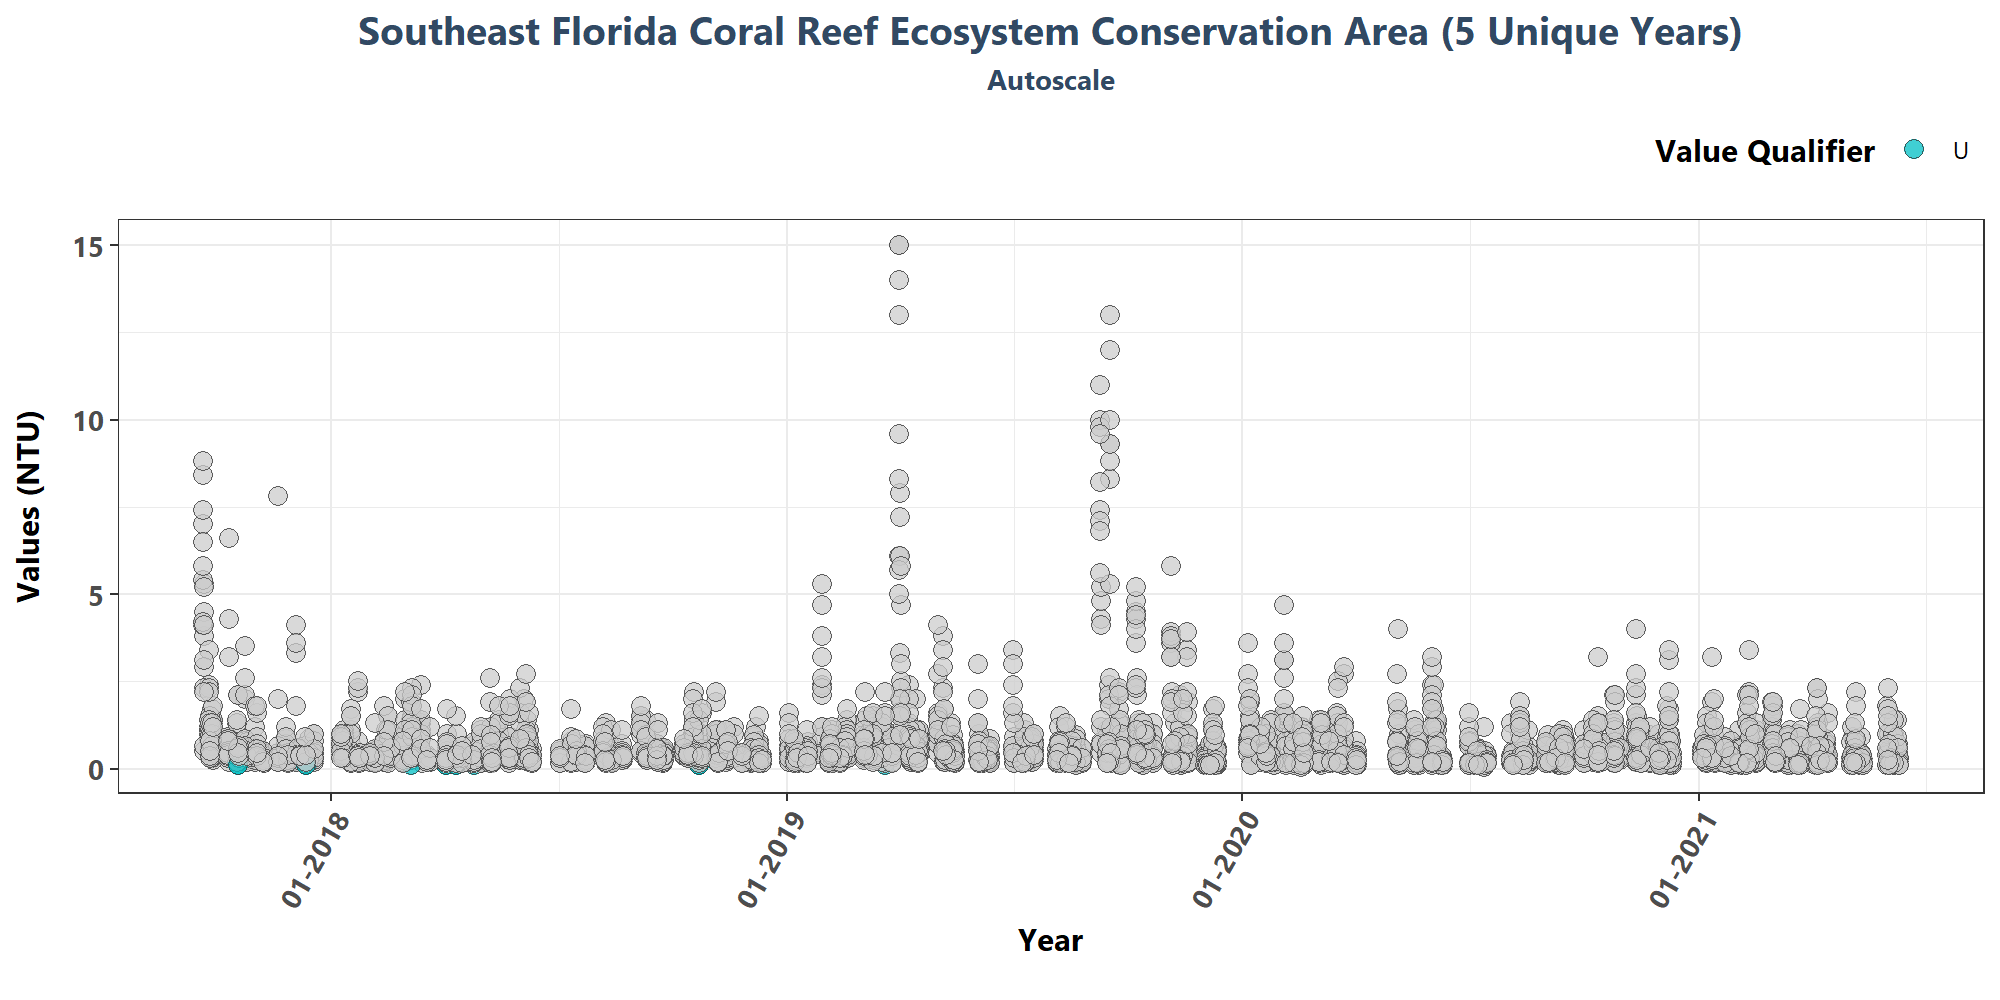 Southeast Florida Coral Reef Ecosystem Conservation Area (5 Unique Years)
Autoscale
Value Qualifier U
Values (NTU)
15
10
5
0
01-2018
01-2019
01-2020
01-2021
Year